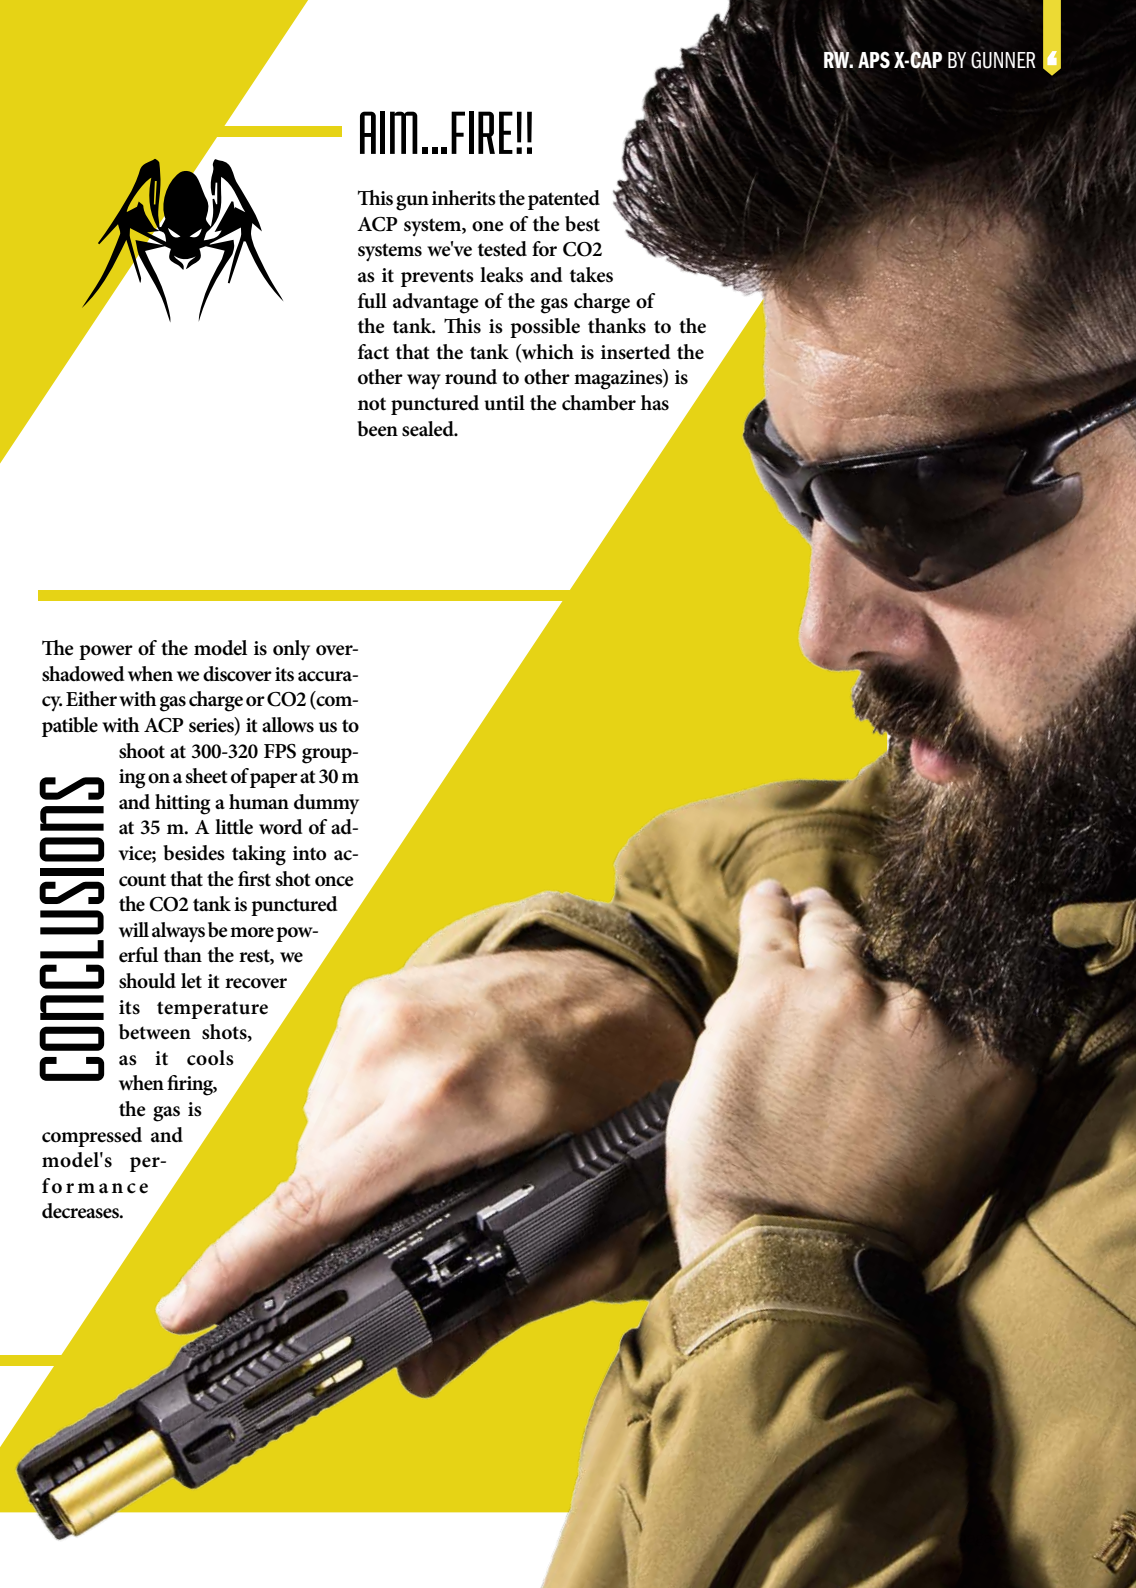 RW. APS X-CAP BY GUNNER
AIM...FIRE!!
This gun inherits the patented
ACP system, one of the best
systems we've tested for CO2
as it prevents leaks and takes
full advantage of the gas charge of
the tank. This is possible thanks to the
fact that the tank (which is inserted the
other way round to other magazines) is
not punctured until the chamber has
been sealed.
CONCLUSIONS
The power of the model is only over-
shadowed when we discover its accura-
cy. Either with gas charge or CO2 (com-
patible with ACP series) it allows us to
shoot at 300-320 FPS group-
ing on a sheet of paper at 30 m
and hitting a human dummy
at 35 m. A little word of ad-
vice; besides taking into ac-
count that the first shot once
the CO2 tank is punctured
will always be more pow-
erful than the rest, we
should let it recover
its temperature
between shots,
as it cools
when firing,
the gas is
compressed and
model's per-
formance
decreases.